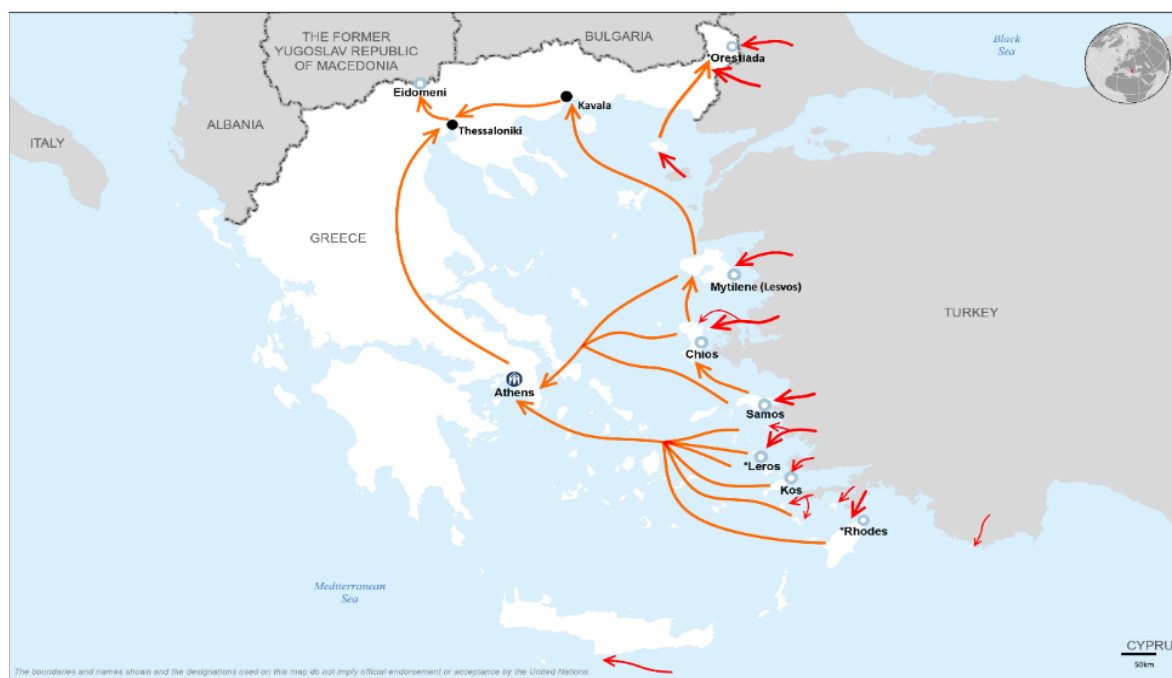 THE FORMER
YUGOSLAV REPUBLIC
OF MACEDONIA
BULGARIA
Black
Sea
*Orestiada
Eidomeni
Kavala
ALBANIA
Thessaloniki
ITALY
GREECE
Mytilene (Lesvos)
TURKEY
Chios
Athens
Samos
*Leros
Kos
*Rhodes
Mediterranean
Sea
CYPRU
50km
The boundaries and names shown and the designations used on this map do not imply official endorsement or acceptance by the United Nations.